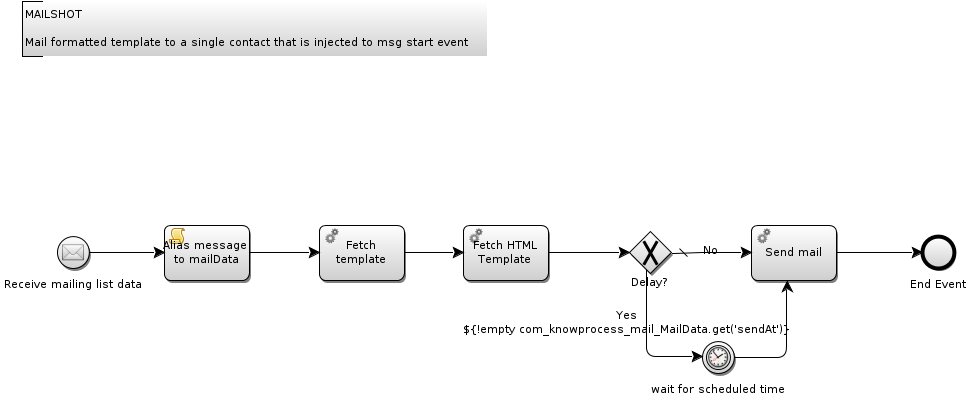 MAILSHOT
Mail formatted template to a single contact that is injected to msg start event
Alias message
to mailData
Fetch
template
Fetch HTML
Template
No
Send mail
Receive mailing list data
Delay?
End Event
Yes
${!empty com_knowprocess_mail_MailData.get('sendAt')}
wait for scheduled time